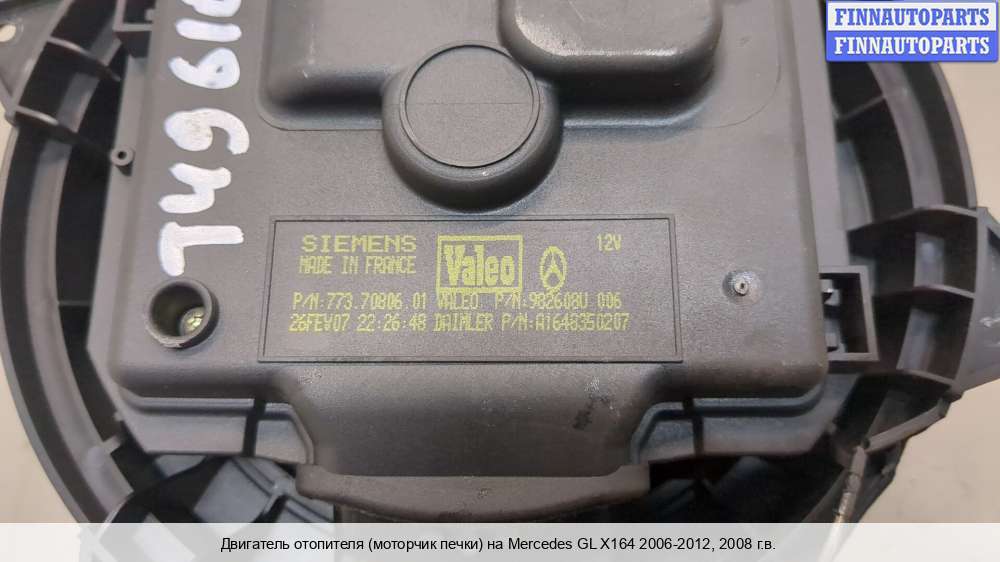 FINNAUTOPARTS
FINNAUTOPARTS
SIEMENS
MADE IN FRANCE
Valeo
12V
P/N:773.70806.01 VALEO. P/N:982608U.006
26FEV07 22:26:48 DAIMLER P/N:A1648350207
Двигатель отопителя (моторчик печки) на Mercedes GL X164 2006-2012, 2008 г.в.